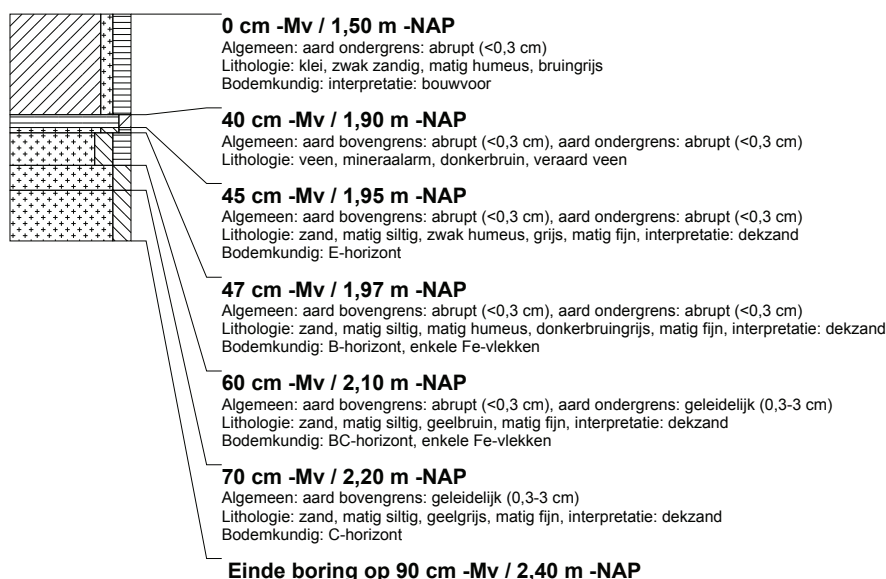 0 cm -Mv / 1,50 m -NAP
Algemeen: aard ondergrens: abrupt (<0,3 cm)
Lithologie: klei, zwak zandig, matig humeus, bruingrijs
Bodemkundig: interpretatie: bouwvoor
40 cm -Mv / 1,90 m -NAP
Algemeen: aard bovengrens: abrupt (<0,3 cm), aard ondergrens: abrupt (<0,3 cm)
Lithologie: veen, mineraalarm, donkerbruin, veraard veen
45 cm -Mv / 1,95 m -NAP
Algemeen: aard bovengrens: abrupt (<0,3 cm), aard ondergrens: abrupt (<0,3 cm)
Lithologie: zand, matig siltig, zwak humeus, grijs, matig fijn, interpretatie: dekzand
Bodemkundig: E-horizont
47 cm -Mv / 1,97 m -NAP
Algemeen: aard bovengrens: abrupt (<0,3 cm), aard ondergrens: abrupt (<0,3 cm)
Lithologie: zand, matig siltig, matig humeus, donkerbruingrijs, matig fijn, interpretatie: dekzand
Bodemkundig: B-horizont, enkele Fe-vlekken
60 cm -Mv / 2,10 m -NAP
Algemeen: aard bovengrens: abrupt (<0,3 cm), aard ondergrens: geleidelijk (0,3-3 cm)
Lithologie: zand, matig siltig, geelbruin, matig fijn, interpretatie: dekzand
Bodemkundig: BC-horizont, enkele Fe-vlekken
70 cm -Mv / 2,20 m -NAP
Algemeen: aard bovengrens: geleidelijk (0,3-3 cm)
Lithologie: zand, matig siltig, geelgrijs, matig fijn, interpretatie: dekzand
Bodemkundig: C-horizont
Einde boring op 90 cm -Mv / 2,40 m -NAP